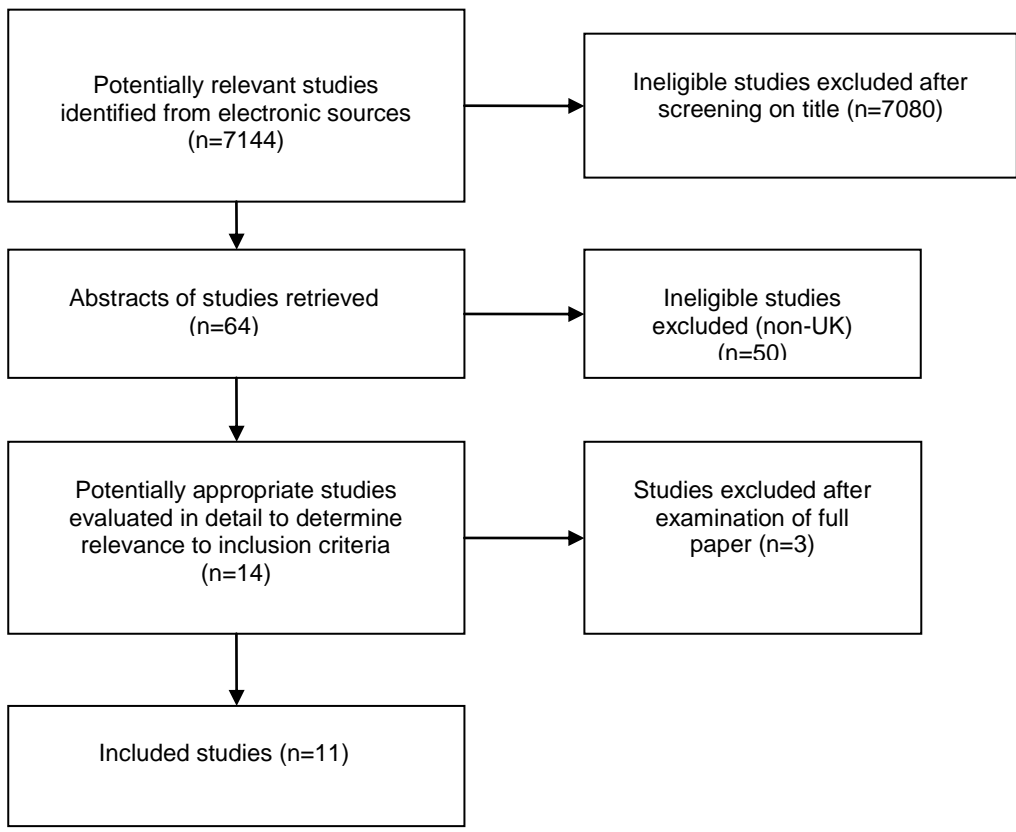 Potentially relevant studies
identified from electronic sources
(n=7144)
Ineligible studies excluded after
screening on title (n=7080)
Abstracts of studies retrieved
(n=64)
Ineligible studies
excluded (non-UK)
(n=50)
Potentially appropriate studies
evaluated in detail to determine
relevance to inclusion criteria
(n=14)
Studies excluded after
examination of full
paper (n=3)
Included studies (n=11)